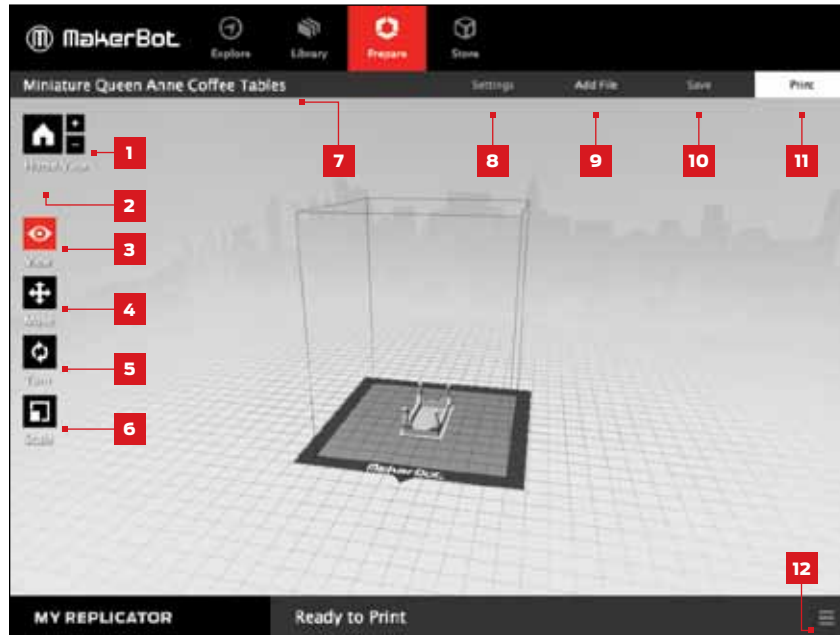 MakerBot
Explore
Library
Prepare
Store
Miniature Queen Anne Coffee Tables
Settings
Add File
Save
Print
1
7
8
9
10
11
Home View
2
3
View
4
Move
5
Turn
6
Scale
MakerBot
12
MY REPLICATOR
Ready to Print